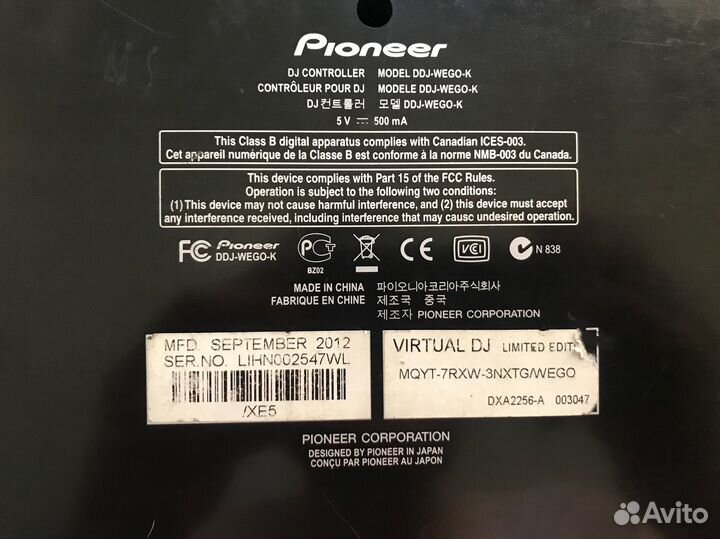 Pioneer
DJ CONTROLLER MODEL DDJ-WEGO-K
CONTRÔLEUR POUR DJ MODELE DDJ-WEGO-K
DJ컨트롤러 모델 DDJ-WEGO-K
5 V ⎓ 500 mA
This Class B digital apparatus complies with Canadian ICES-003.
Cet appareil numérique de la Classe B est conforme à la norme NMB-003 du Canada.
This device complies with Part 15 of the FCC Rules.
Operation is subject to the following two conditions:
(1) This device may not cause harmful interference, and (2) this device must accept
any interference received, including interference that may causc undesired operation.
FC Pioneer
DDJ-WEGO-K
РСТ
BZ02
CE
VCI
N 838
MADE IN CHINA 파이오니아코리아주식회사
FABRIQUE EN CHINE 제조국 중국
제조자 PIONEER CORPORATION
MFD. SEPTEMBER 2012
SER.NO. LIHN002547WL
/XE5
VIRTUAL DJ LIMITED EDITI
MQYT-7RXW-3NXTG/WEGO
DXA2256-A 003047
PIONEER CORPORATION
DESIGNED BY PIONEER IN JAPAN
CONÇU PAR PIONEER AU JAPON
Avito